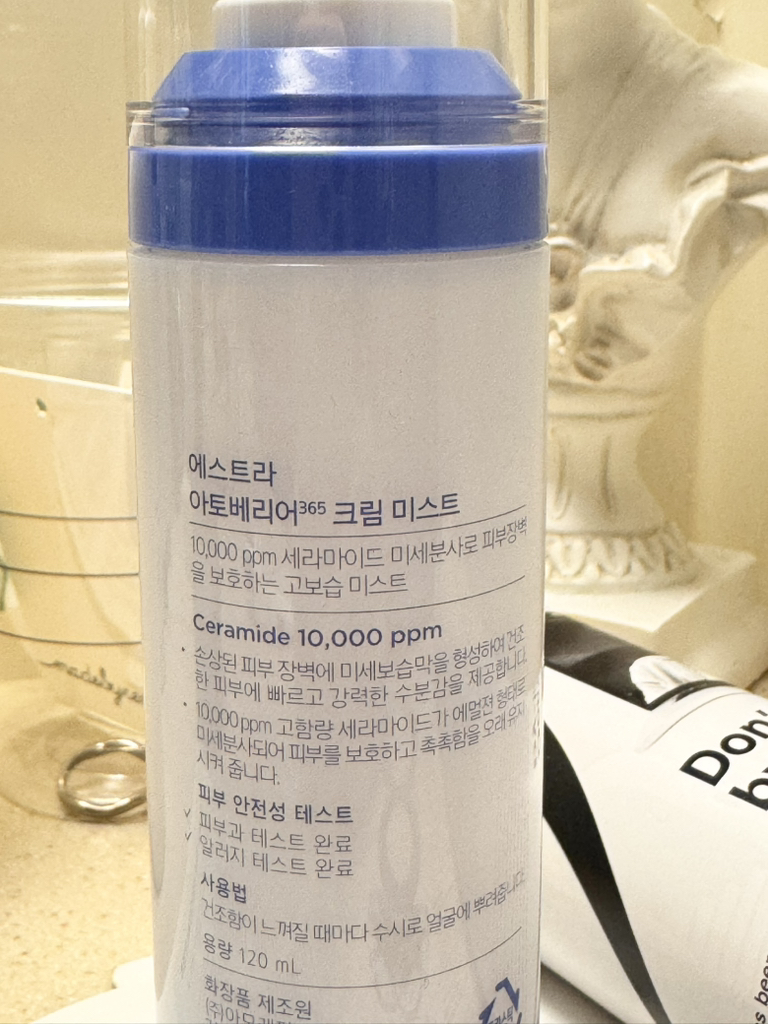 에스트라
아토베리어³⁶⁵ 크림 미스트
10,000 ppm 세라마이드 미세분사로 피부장벽
을 보호하는 고보습 미스트
Ceramide 10,000 ppm
· 손상된 피부 장벽에 미세보습막을 형성하여 건조
한 피부에 빠르고 강력한 수분감을 제공합니다.
· 10,000 ppm 고함량 세라마이드가 에멀젼 형태로
미세분사되어 피부를 보호하고 촉촉함을 오래 유지
시켜 줍니다.
피부 안전성 테스트
✓ 피부과 테스트 완료
✓ 알러지 테스트 완료
사용법
건조함이 느껴질 때마다 수시로 얼굴에 뿌려줍니다.
용량 120 mL
화장품 제조원
플라스틱
Don'